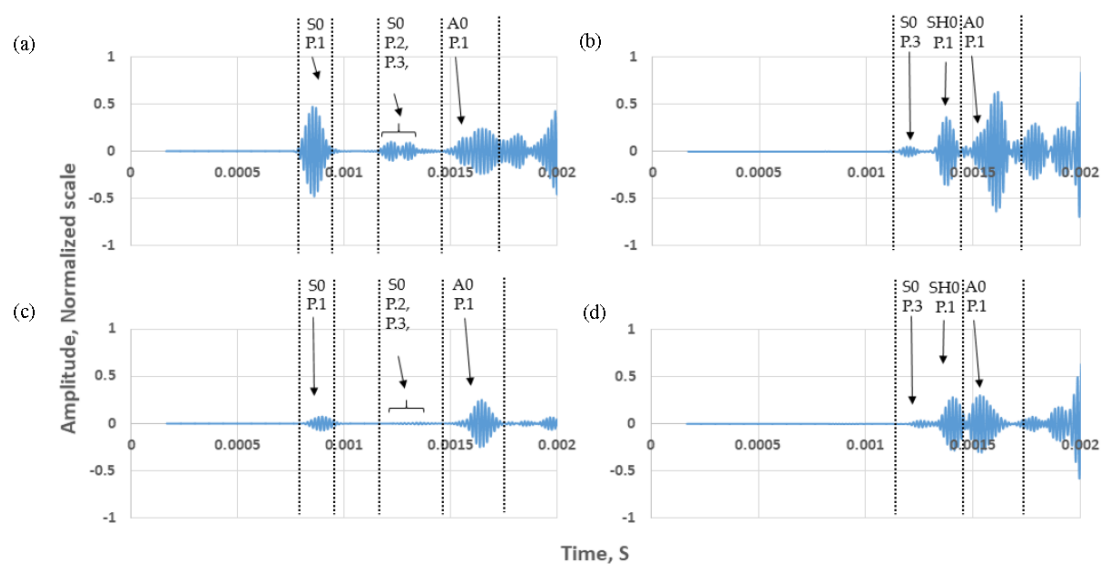 (a)
S0
P.1
S0
P.2,
P.3,
A0
P.1
1
0.5
0
-0.5
-1
0 0.0005 0.001 0.0015 0.002
(b)
S0 SH0 A0
P.3 P.1 P.1
1
0.5
0
-0.5
-1
0 0.0005 0.001 0.0015 0.002
Amplitude, Normalized scale
(c)
S0
P.1
S0
P.2,
P.3,
A0
P.1
1
0.5
0
-0.5
-1
0 0.0005 0.001 0.0015 0.002
(d)
S0 SH0 A0
P.3 P.1 P.1
1
0.5
0
-0.5
-1
0 0.0005 0.001 0.0015 0.002
Time, S